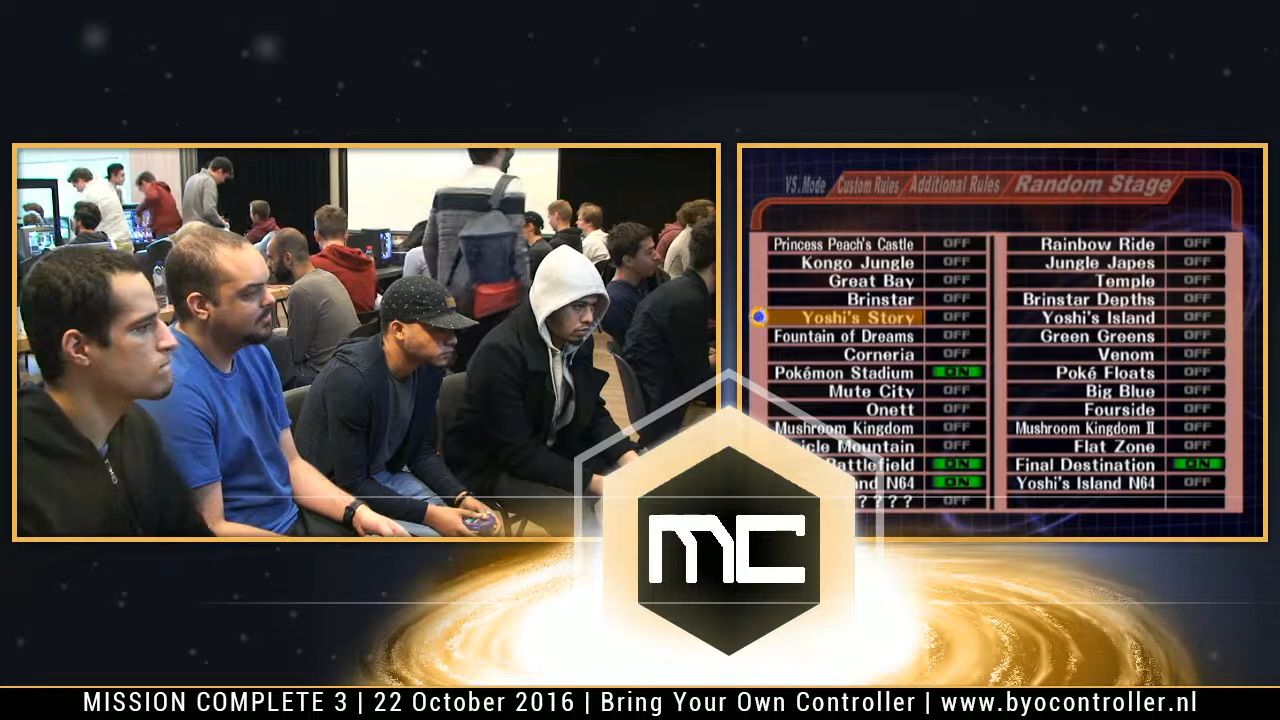 VS. Mode Custom Rules Additional Rules Random Stage
Princess Peach's Castle OFF Rainbow Ride OFF
Kongo Jungle OFF Jungle Japes OFF
Great Bay OFF Temple OFF
Brinstar OFF Brinstar Depths OFF
Yoshi's Story OFF Yoshi's Island OFF
Fountain of Dreams OFF Green Greens OFF
Corneria OFF Venom OFF
Pokémon Stadium ON Poké Floats OFF
Mute City OFF Big Blue OFF
Onett OFF Fourside OFF
Mushroom Kingdom OFF Mushroom Kingdom II OFF
Mountain OFF Flat Zone OFF
Battlefield ON Final Destination ON
N64 ON Yoshi's Island N64 OFF
? ? ? ? OFF
MC
MISSION COMPLETE 3 | 22 October 2016 | Bring Your Own Controller | www.byocontroller.nl